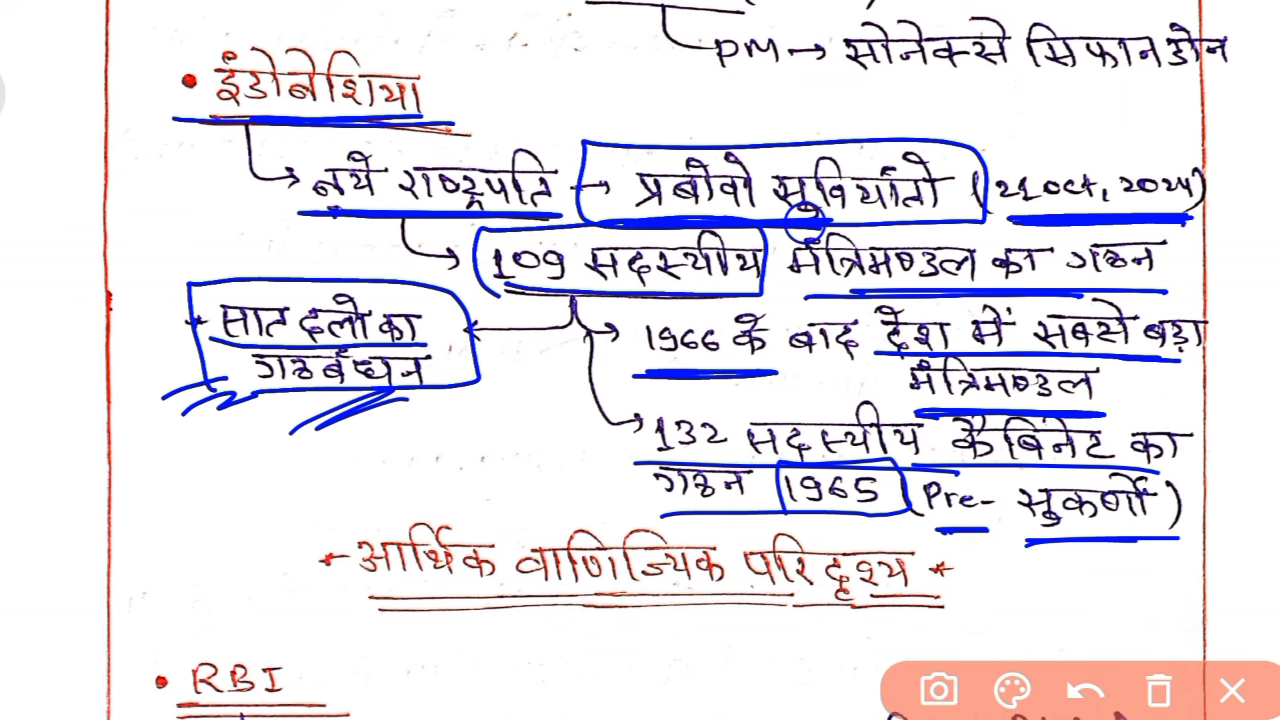 PM → सोनेक्से सिफानडोन
• इंडोनेशिया
→ नये राष्ट्रपति → प्रबोवो सुबियांतो (21 Oct, 2024)
→ 109 सदस्यीय मंत्रिमण्डल का गठन
सात दलो का
गठबंधन
→ 1966 के बाद देश में सबसे बड़ा
मंत्रिमण्डल
→ 132 सदस्यीय कैबिनेट का
गठन 1965 (Pre- सुकर्णो)
* आर्थिक वाणिज्यिक परिदृश्य *
• RBI